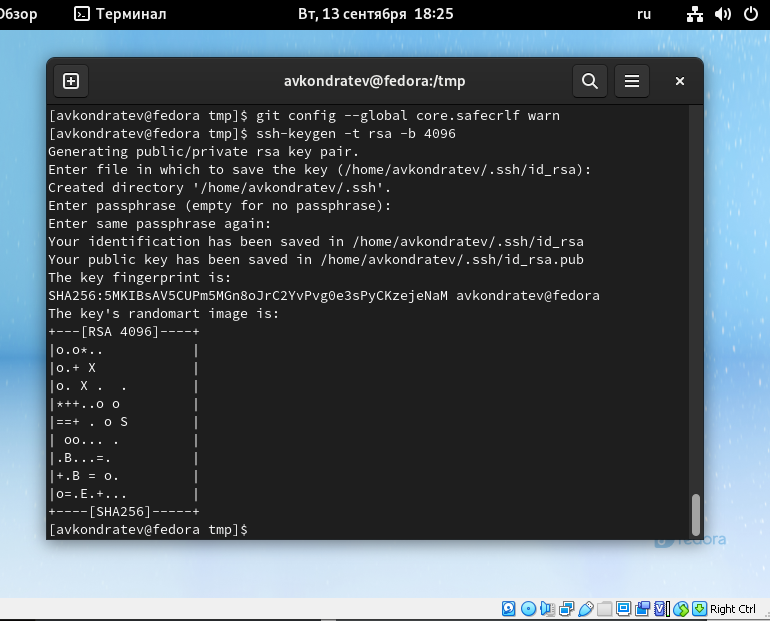 Обзор Терминал Вт, 13 сентября 18:25 ru
avkondratev@fedora:/tmp
[avkondratev@fedora tmp]$ git config --global core.safecrlf warn
[avkondratev@fedora tmp]$ ssh-keygen -t rsa -b 4096
Generating public/private rsa key pair.
Enter file in which to save the key (/home/avkondratev/.ssh/id_rsa):
Created directory '/home/avkondratev/.ssh'.
Enter passphrase (empty for no passphrase):
Enter same passphrase again:
Your identification has been saved in /home/avkondratev/.ssh/id_rsa
Your public key has been saved in /home/avkondratev/.ssh/id_rsa.pub
The key fingerprint is:
SHA256:5MKIBsAV5CUPm5MGn8oJrC2YvPvg0e3sPyCKzejeNaM avkondratev@fedora
The key's randomart image is:
+---[RSA 4096]----+
|o.o*..           |
|o.+ X            |
|o. X .  .        |
|*++..o o         |
|==+ . o S        |
| oo... .         |
|.B...=.          |
|+.B = o.         |
|o=.E.+...        |
+----[SHA256]-----+
[avkondratev@fedora tmp]$
fedora
Right Ctrl